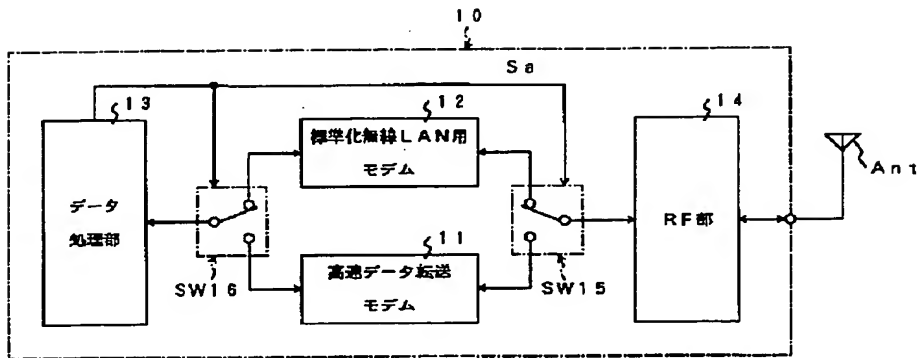 10
Sa
13
12
14
標準化無線LAN用
モデム
Ant
データ
処理部
RF部
11
SW16
高速データ転送
モデム
SW15